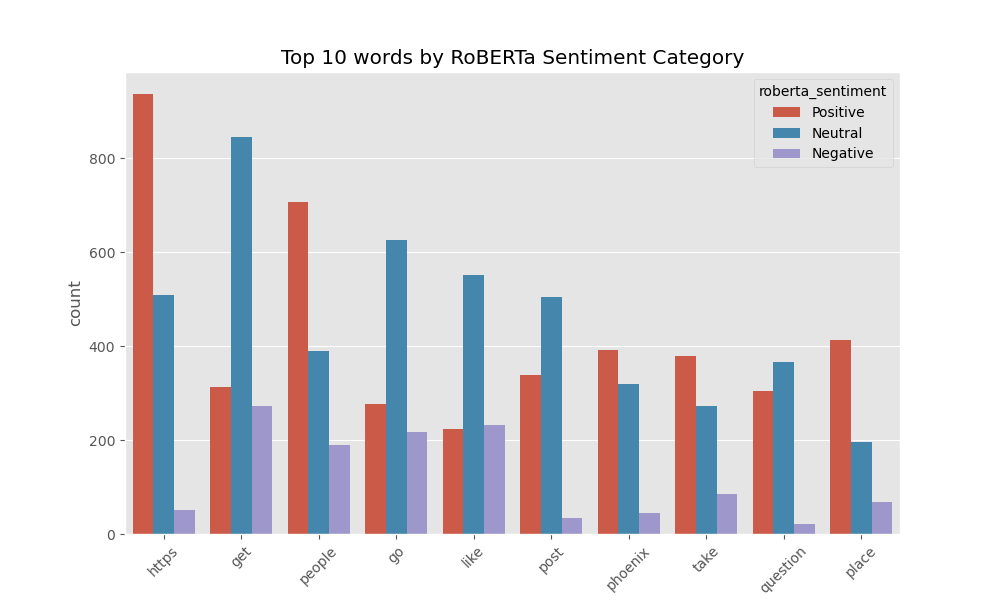 Top 10 words by RoBERTa Sentiment Category
roberta_sentiment
Positive
Neutral
Negative
count
800
600
400
200
0
https
get
people
go
like
post
phoenix
take
question
place